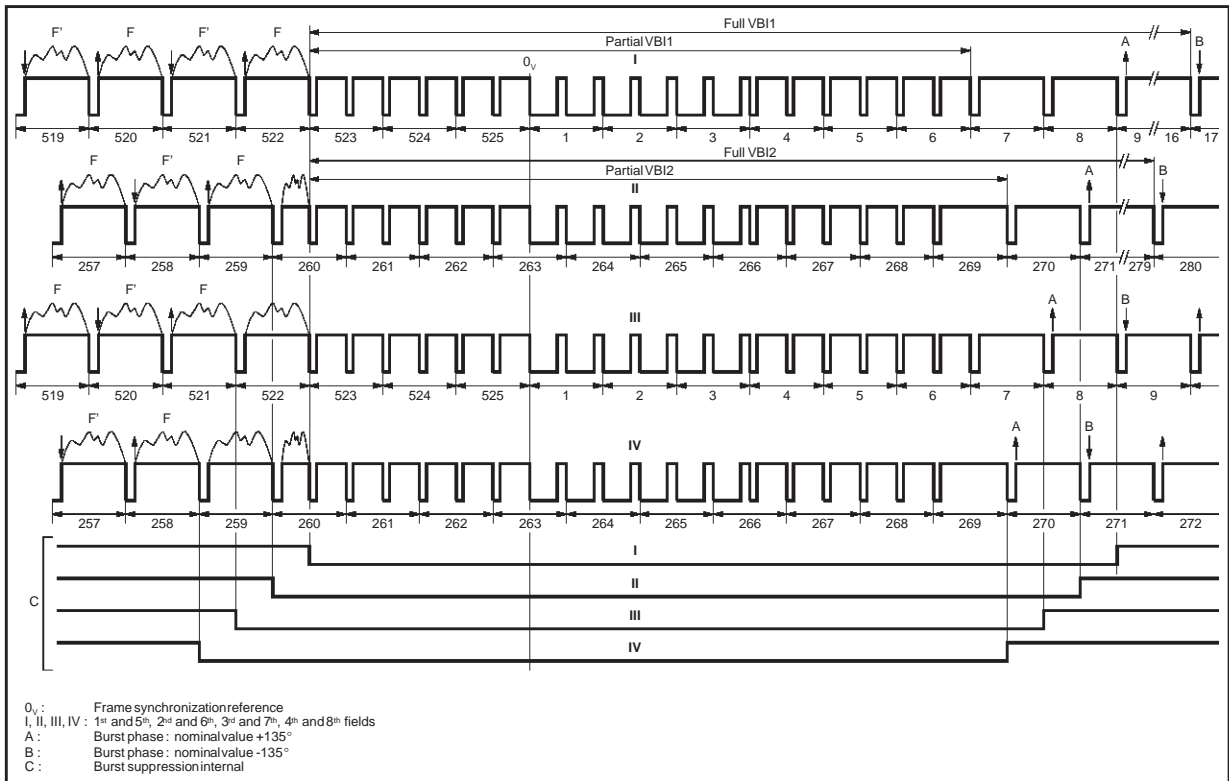 Full VBI1
F' F F' F
Partial VBI1
A B
0V I
519 520 521 522 523 524 525 1 2 3 4 5 6 7 8 9 16 17
Full VBI2
F F' F
Partial VBI2
A B
II
257 258 259 260 261 262 263 264 265 266 267 268 269 270 271 279 280
F F' F
A B
III
519 520 521 522 523 524 525 1 2 3 4 5 6 7 8 9
F' F
A B
IV
257 258 259 260 261 262 263 264 265 266 267 268 269 270 271 272
I
II
C
III
IV
0V : Frame synchronization reference
I, II, III, IV : 1st and 5th, 2nd and 6th, 3rd and 7th, 4th and 8th fields
A : Burst phase : nominal value +135°
B : Burst phase : nominal value -135°
C : Burst suppression internal